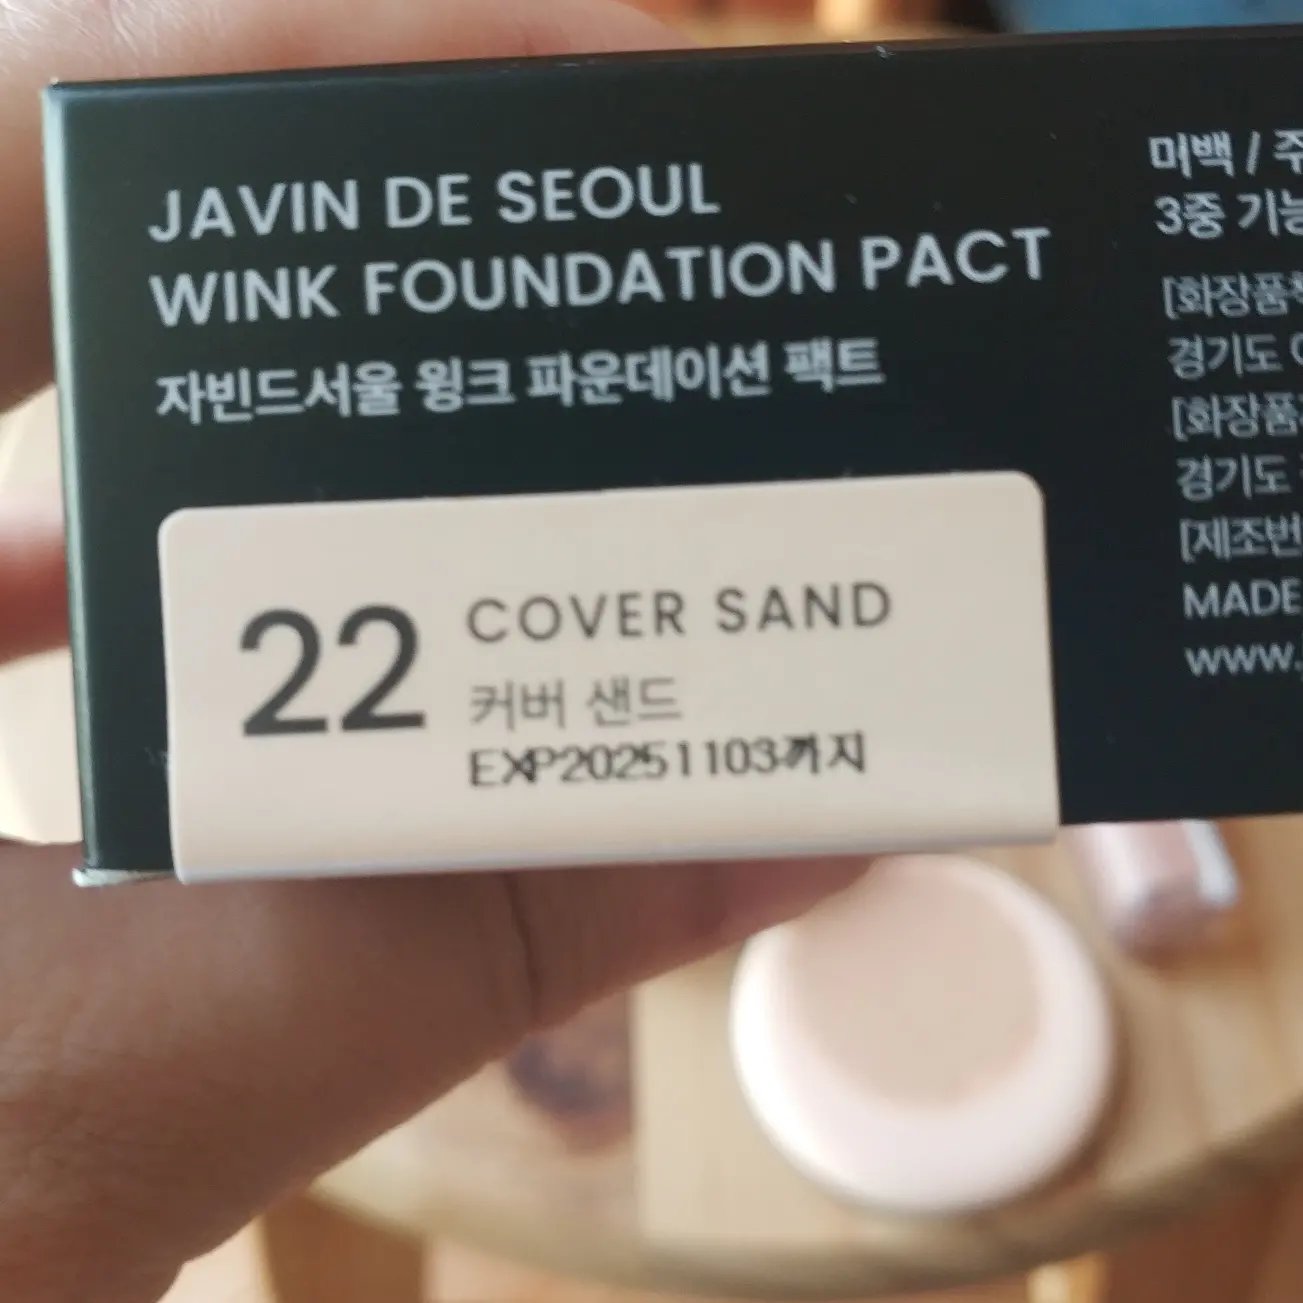 JAVIN DE SEOUL
WINK FOUNDATION PACT
자빈드서울 윙크 파운데이션 팩트
22
COVER SAND
커버 샌드
EXP20251103까지
미백 /
3중
[화장품
경기도
[화장품
경기도
[제조번
MADE
www.